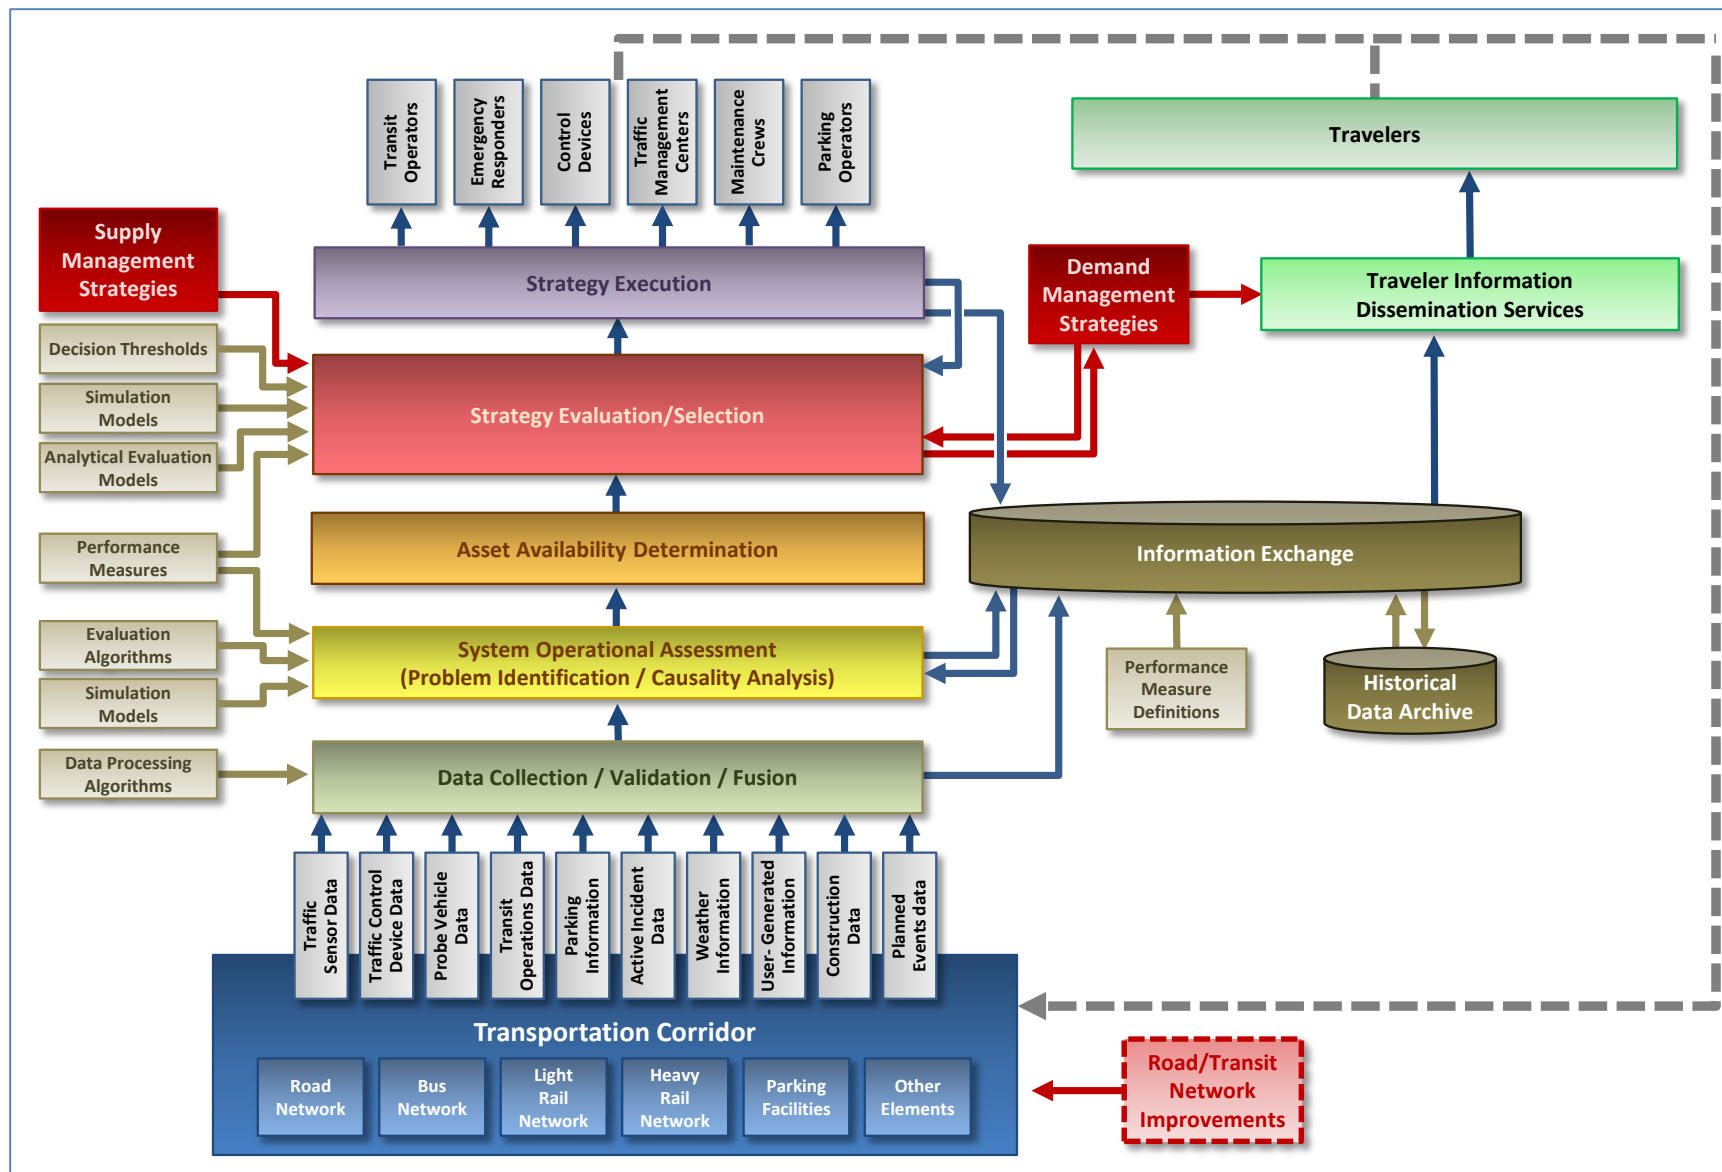 Transit
Operators
Emergency
Responders
Control
Devices
Traffic
Management
Centers
Maintenance
Crews
Parking
Operators
Travelers
Supply
Management
Strategies
Strategy Execution
Demand
Management
Strategies
Traveler Information
Dissemination Services
Decision Thresholds
Simulation
Models
Analytical Evaluation
Models
Strategy Evaluation/Selection
Performance
Measures
Asset Availability Determination
Information Exchange
Evaluation
Algorithms
Simulation
Models
System Operational Assessment
(Problem Identification / Causality Analysis)
Performance
Measure
Definitions
Historical
Data Archive
Data Processing
Algorithms
Data Collection / Validation / Fusion
Traffic
Sensor Data
Traffic Control
Device Data
Probe Vehicle
Data
Transit
Operations Data
Parking
Information
Active Incident
Data
Weather
Information
User- Generated
Information
Construction
Data
Planned
Events data
Transportation Corridor
Road
Network
Bus
Network
Light
Rail
Network
Heavy
Rail
Network
Parking
Facilities
Other
Elements
Road/Transit
Network
Improvements